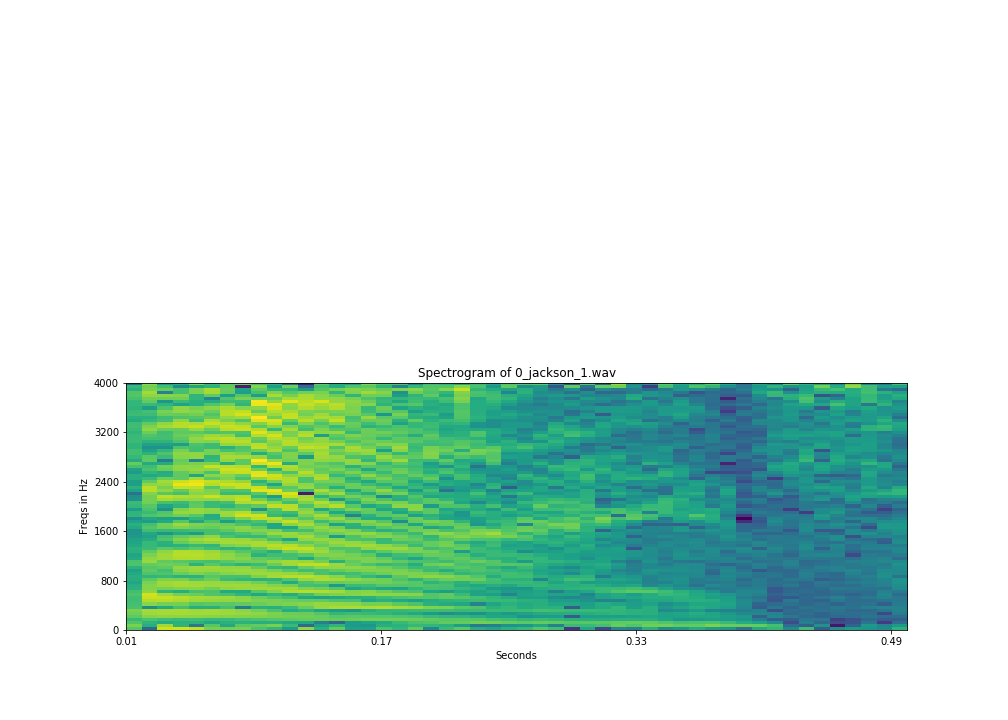 Spectrogram of 0_jackson_1.wav
4000
3200
2400
1600
800
0
Freqs in Hz
0.01 0.17 0.33 0.49
Seconds